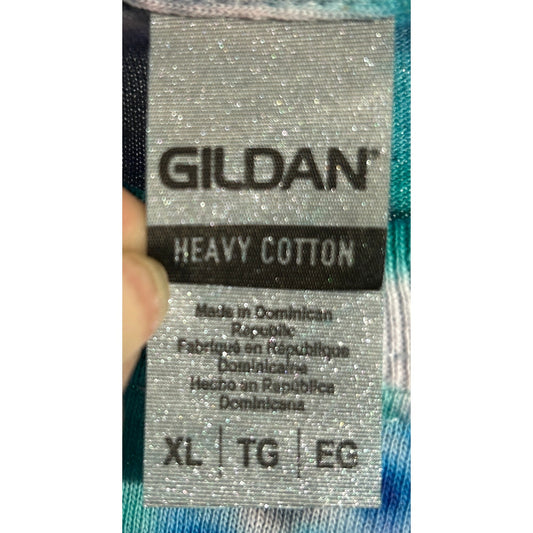 GILDAN®
HEAVY COTTON
Made in Dominican
Republic
Fabriqué en République
Dominicaine
Hecho en República
Dominicana
XL | TG | EG